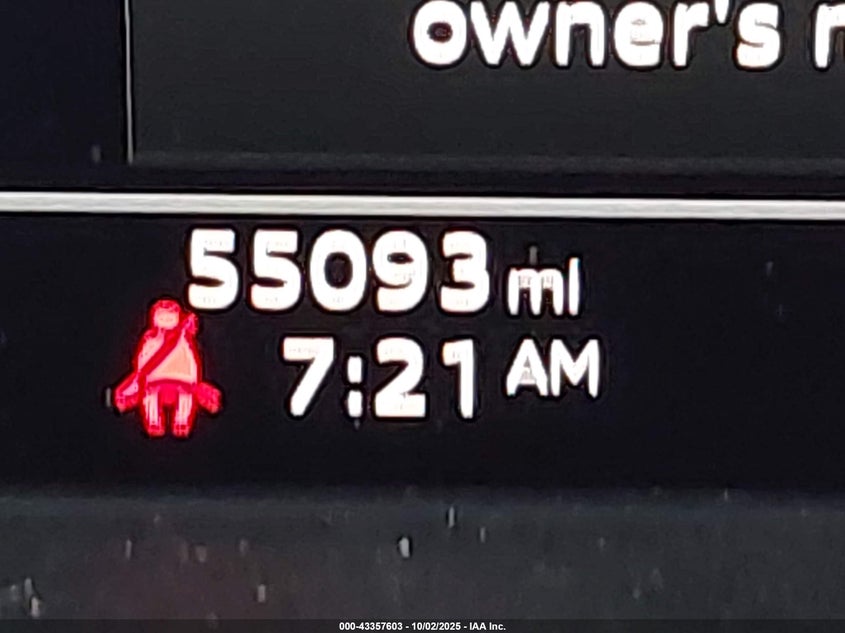 owner's
55093 mi
7:21 AM
000-43357603 - 10/02/2025 - IAA Inc.